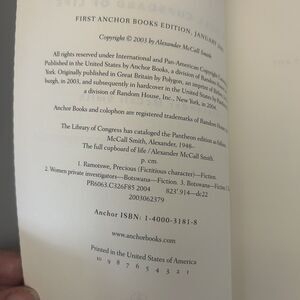 FIRST ANCHOR BOOKS EDITION, JANUARY
Copyright © 2003 by Alexander McCall Smith
All rights reserved under International and Pan-American Copyright
Published in the United States by Anchor Books, a division of Random
York. Originally published in Great Britain by Polygon, an imprint
burgh, in 2003, and subsequently in hardcover in the United States by
a division of Random House, Inc., New York, in 2004.
Anchor Books and colophon are registered trademarks of Random
The Library of Congress has cataloged the Pantheon edition as follows:
McCall Smith, Alexander, 1948–
The full cupboard of life / Alexander McCall Smith
p. cm.
1. Ramotswe, Precious (Fictitious character)—Fiction.
2. Women private investigators—Botswana—Fiction. 3. Botswana—Fiction. I.
PR6063.C326F85 2004
823'.914—dc22
2003062379
Anchor ISBN: 1-4000-3181-8
www.anchorbooks.com
Printed in the United States of America
10 9 8 7 6 5 4 3 2 1